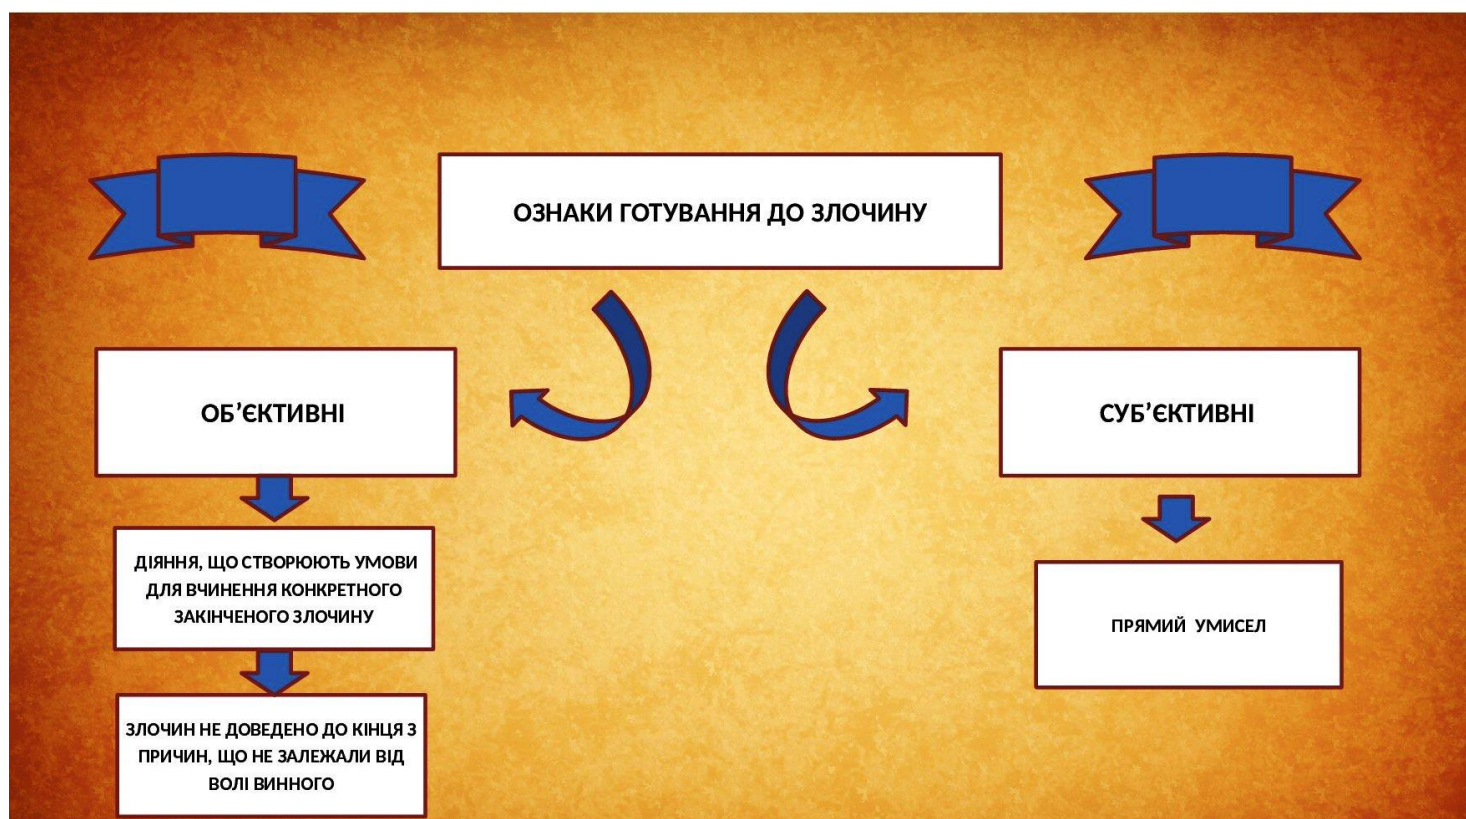 ОЗНАКИ ГОТУВАННЯ ДО ЗЛОЧИНУ
ОБ’ЄКТИВНІ
ДІЯННЯ, ЩО СТВОРЮЮТЬ УМОВИ
ДЛЯ ВЧИНЕННЯ КОНКРЕТНОГО
ЗАКІНЧЕНОГО ЗЛОЧИНУ
ЗЛОЧИН НЕ ДОВЕДЕНО ДО КІНЦЯ З
ПРИЧИН, ЩО НЕ ЗАЛЕЖАЛИ ВІД
ВОЛІ ВИННОГО
СУБ’ЄКТИВНІ
ПРЯМИЙ УМИСЕЛ